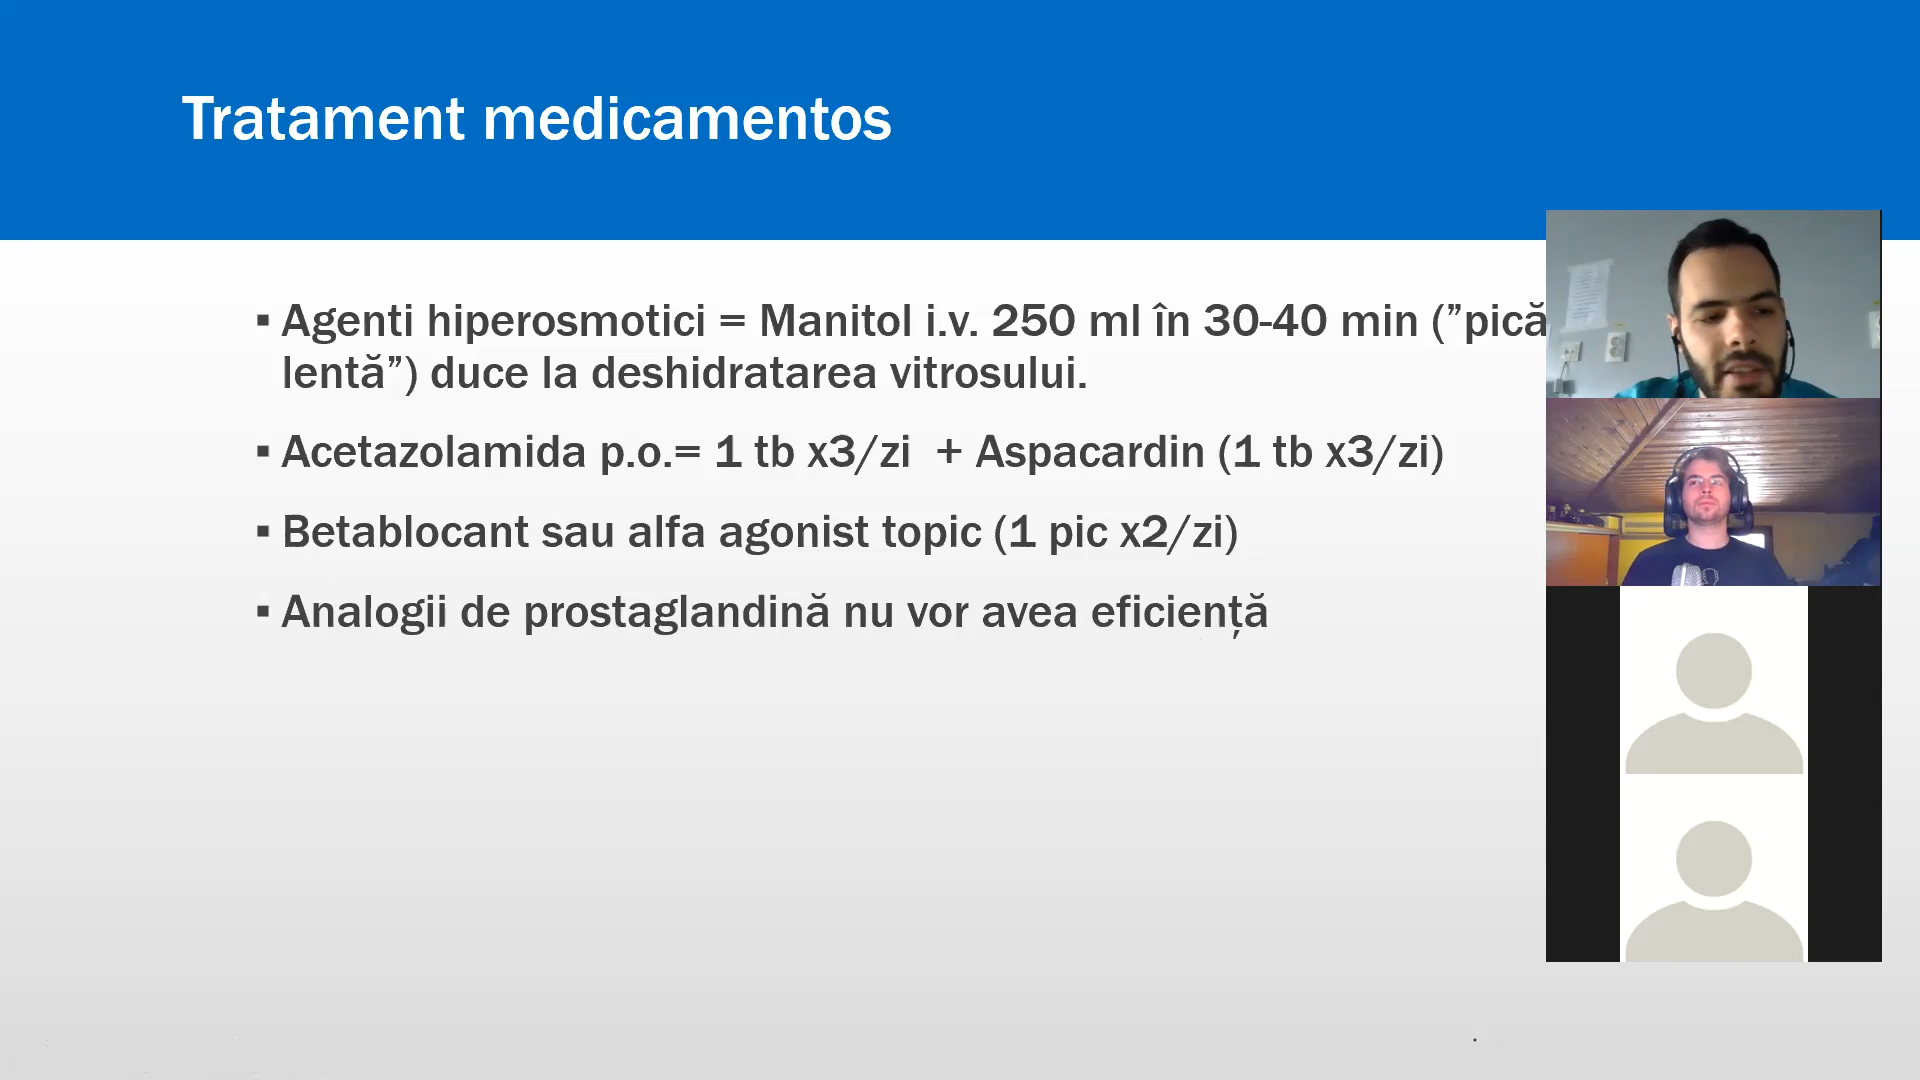 Tratament medicamentos
▪ Agenti hiperosmotici = Manitol i.v. 250 ml în 30-40 min (”pică
lentă”) duce la deshidratarea vitrosului.
▪ Acetazolamida p.o.= 1 tb x3/zi + Aspacardin (1 tb x3/zi)
▪ Betablocant sau alfa agonist topic (1 pic x2/zi)
▪ Analogii de prostaglandină nu vor avea eficiență